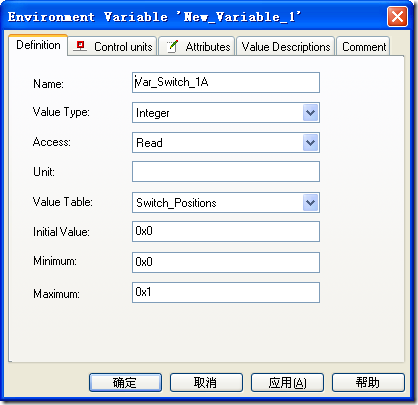 Environment Variable 'New_Variable_1'
Definition Control units Attributes Value Descriptions Comment
Name: Var_Switch_1A
Value Type: Integer
Access: Read
Unit:
Value Table: Switch_Positions
Initial Value: 0x0
Minimum: 0x0
Maximum: 0x1
确定 取消 应用(A) 帮助